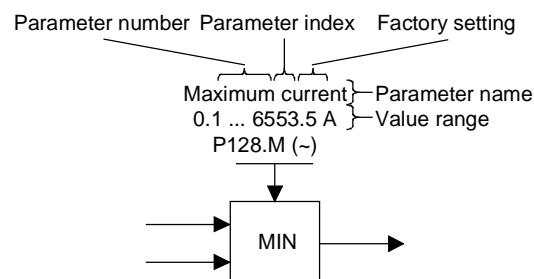 Parameter number Parameter index Factory setting
Maximum current Parameter name
0.1 ... 6553.5 A Value range
P128.M (~)
MIN